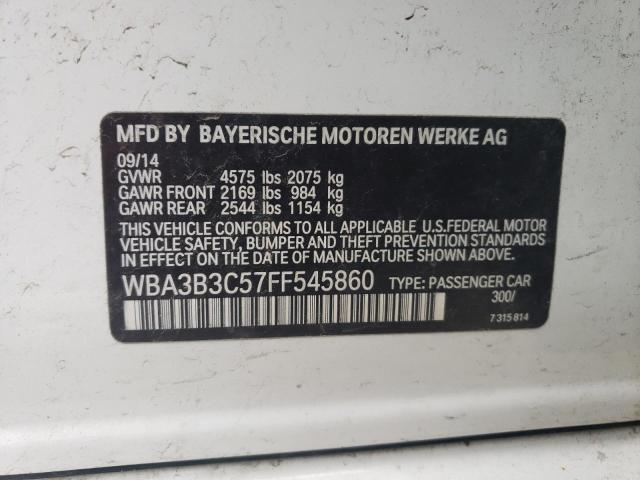 MFD BY BAYERISCHE MOTOREN WERKE AG
09/14
GVWR 4575 lbs 2075 kg
GAWR FRONT 2169 lbs 984 kg
GAWR REAR 2544 lbs 1154 kg
THIS VEHICLE CONFORMS TO ALL APPLICABLE U.S.FEDERAL MOTOR
VEHICLE SAFETY, BUMPER AND THEFT PREVENTION STANDARDS
IN EFFECT ON THE DATE OF MANUFACTURE SHOWN ABOVE.
WBA3B3C57FF545860 TYPE: PASSENGER CAR
300/
7 315 814